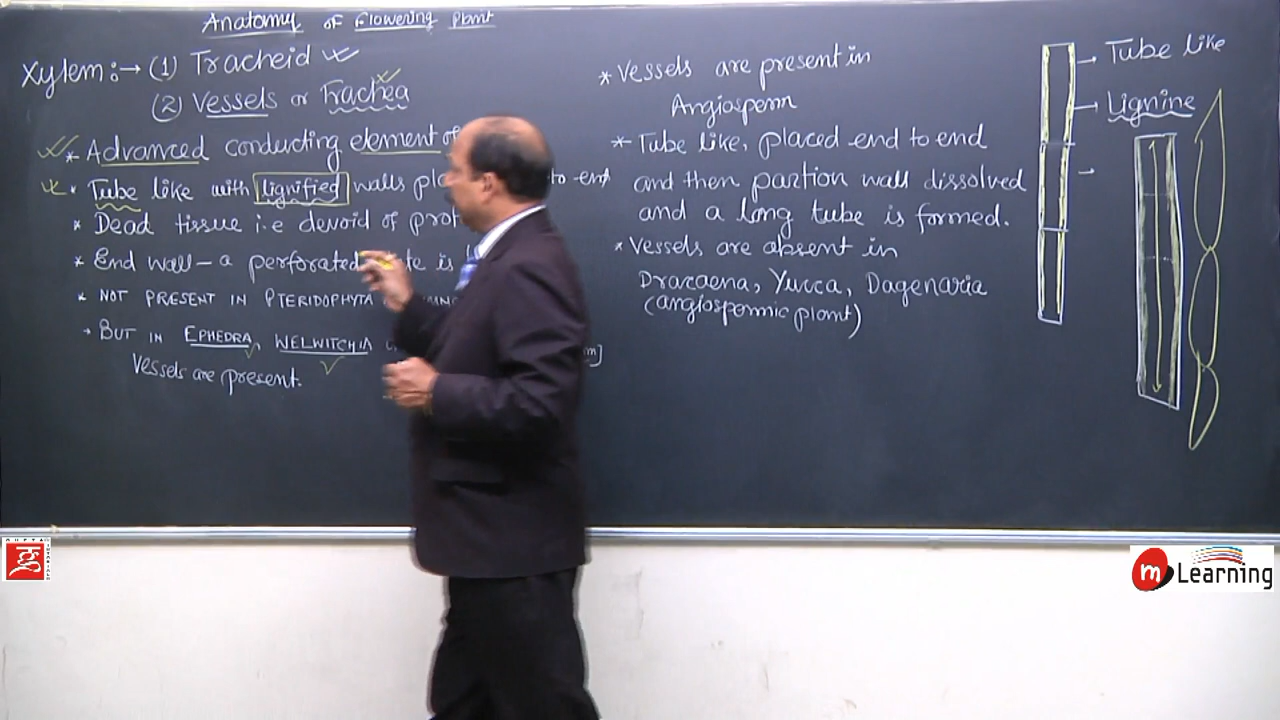 Anatomy of Flowering Plant
Xylem:→ (1) Tracheid
(2) Vessels or Trachea
* Advanced conducting element of
* Tube like with lignified walls to end
* Dead tissue i.e devoid of
* End wall – a perforated is
* NOT PRESENT IN PTERIDOPHYTA
→ BUT IN EPHEDRA, WELWITCHIA
Vessels are present.
* Vessels are present in
Angiosperm
* Tube like, placed end to end
and then partion wall dissolved
and a long tube is formed.
* Vessels are absent in
Dracaena, Yucca, Dagenaria
(angiospermic plant)
→ Tube like
→ Lignine
m Learning